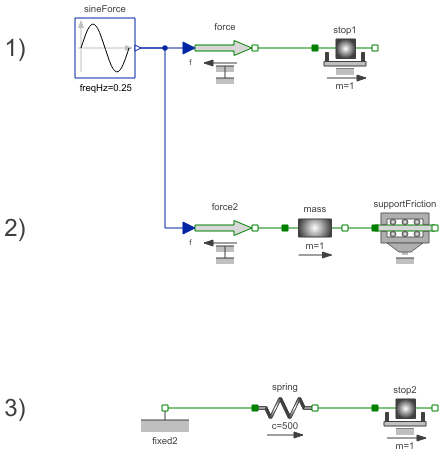 sineForce
1)
force
stop1
f
m=1
freqHz=0.25
2)
force2
mass
supportFriction
f
m=1
3)
spring
stop2
c=500
fixed2
m=1